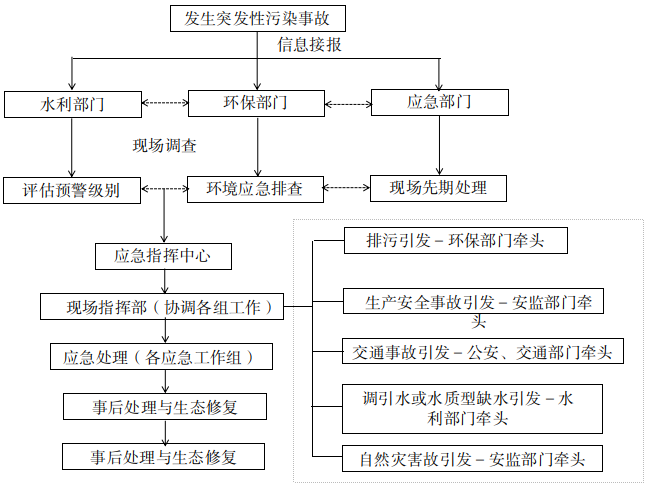 发生突发性污染事故
信息接报
水利部门
环保部门
应急部门
现场调查
评估预警级别
环境应急排查
现场先期处理
应急指挥中心
现场指挥部（协调各组工作）
应急处理（各应急工作组）
事后处理与生态修复
事后处理与生态修复
排污引发–环保部门牵头
生产安全事故引发–安监部门牵
头
交通事故引发–公安、交通部门牵头
调引水或水质型缺水引发–水
利部门牵头
自然灾害故引发–安监部门牵头